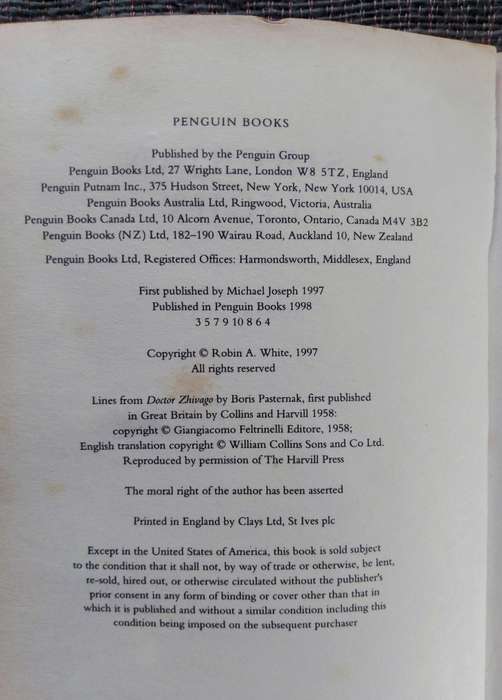 PENGUIN BOOKS
Published by the Penguin Group
Penguin Books Ltd, 27 Wrights Lane, London W8 5TZ, England
Penguin Putnam Inc., 375 Hudson Street, New York, New York 10014, USA
Penguin Books Australia Ltd, Ringwood, Victoria, Australia
Penguin Books Canada Ltd, 10 Alcorn Avenue, Toronto, Ontario, Canada M4V 3B2
Penguin Books (NZ) Ltd, 182–190 Wairau Road, Auckland 10, New Zealand
Penguin Books Ltd, Registered Offices: Harmondsworth, Middlesex, England
First published by Michael Joseph 1997
Published in Penguin Books 1998
3 5 7 9 10 8 6 4
Copyright © Robin A. White, 1997
All rights reserved
Lines from Doctor Zhivago by Boris Pasternak, first published
in Great Britain by Collins and Harvill 1958:
copyright © Giangiacomo Feltrinelli Editore, 1958;
English translation copyright © William Collins Sons and Co Ltd.
Reproduced by permission of The Harvill Press
The moral right of the author has been asserted
Printed in England by Clays Ltd, St Ives plc
Except in the United States of America, this book is sold subject
to the condition that it shall not, by way of trade or otherwise, be lent,
re-sold, hired out, or otherwise circulated without the publisher's
prior consent in any form of binding or cover other than that in
which it is published and without a similar condition including this
condition being imposed on the subsequent purchaser